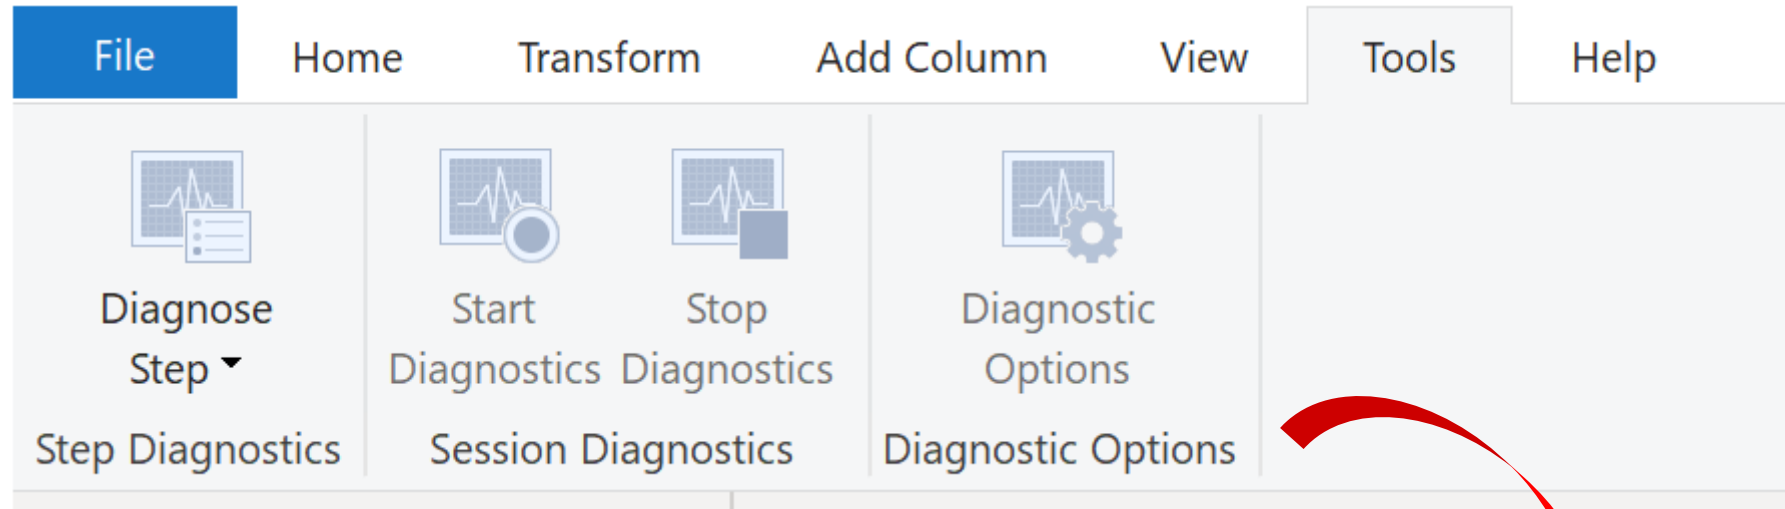 File Home Transform Add Column View Tools Help
Diagnose Start Stop Diagnostic
Step Diagnostics Diagnostics Options
Step Diagnostics Session Diagnostics Diagnostic Options